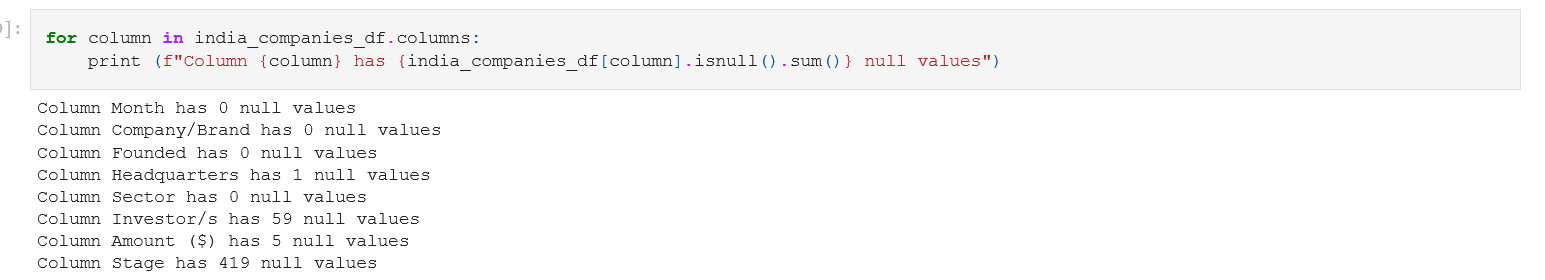 ]:
for column in india_companies_df.columns:
    print (f"Column {column} has {india_companies_df[column].isnull().sum()} null values")
Column Month has 0 null values
Column Company/Brand has 0 null values
Column Founded has 0 null values
Column Headquarters has 1 null values
Column Sector has 0 null values
Column Investor/s has 59 null values
Column Amount ($) has 5 null values
Column Stage has 419 null values